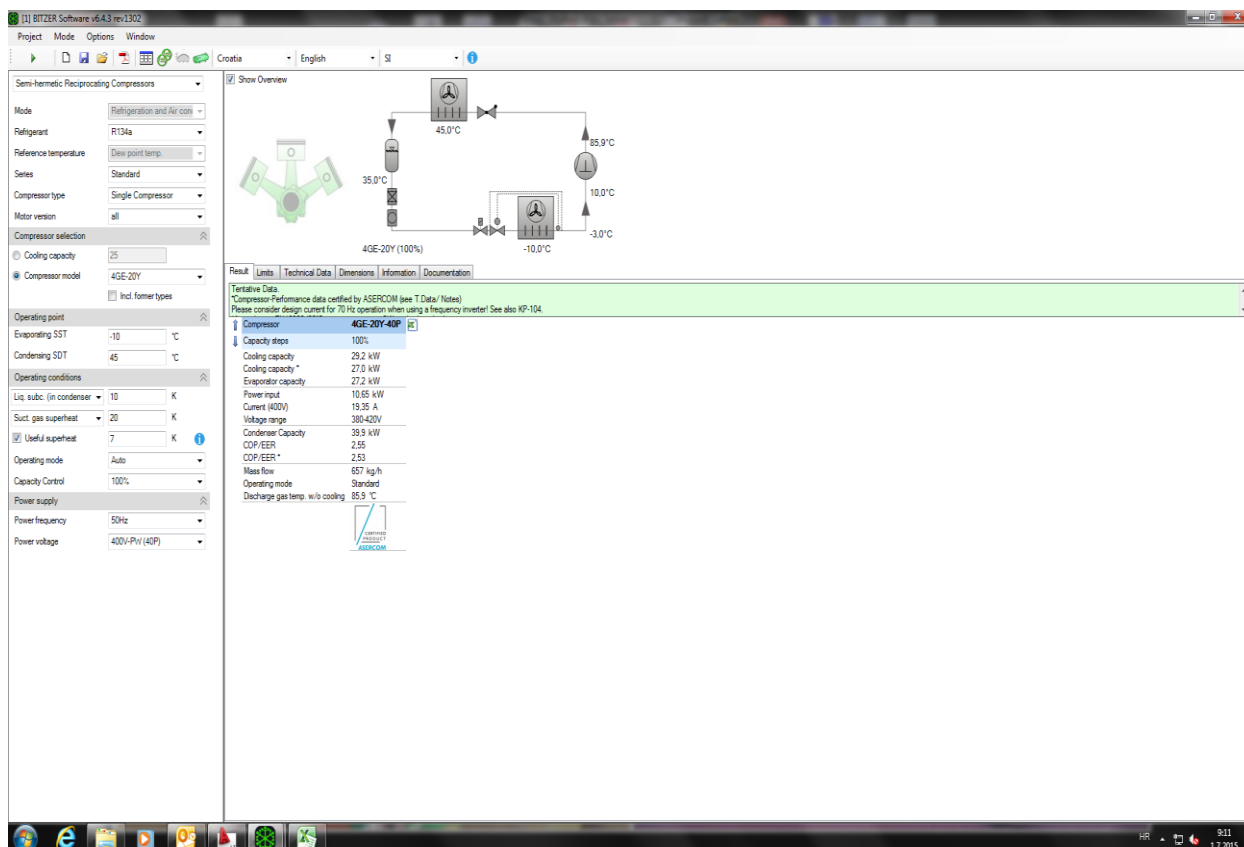 [1] BITZER Software v6.4.3 rev1302
Project Mode Options Window
Croatia English SI
Semi-hermetic Reciprocating Compressors
Mode Refrigeration and Air con
Refrigerant R134a
Reference temperature Dew point temp.
Series Standard
Compressor type Single Compressor
Motor version all
Compressor selection
Cooling capacity 25
Compressor model 4GE-20Y
Incl. former types
Operating point
Evaporating SST -10 °C
Condensing SDT 45 °C
Operating conditions
Liq. subc. (in condenser 10 K
Suct. gas superheat 20 K
Useful superheat 7 K
Operating mode Auto
Capacity Control 100%
Power supply
Power frequency 50Hz
Power voltage 400V-PW (40P)
Show Overview
45,0°C
85,9°C
35,0°C
10,0°C
-3,0°C
4GE-20Y (100%) -10,0°C
Result Limits Technical Data Dimensions Information Documentation
Tentative Data.
*Compressor-Performance data certified by ASERCOM (see T.Data/ Notes)
Please consider design current for 70 Hz operation when using a frequency inverter! See also KP-104.
Compressor 4GE-20Y-40P
Capacity steps 100%
Cooling capacity 29,2 kW
Cooling capacity * 27,0 kW
Evaporator capacity 27,2 kW
Power input 10,65 kW
Current (400V) 19,35 A
Voltage range 380-420V
Condenser Capacity 39,9 kW
COP/EER 2,55
COP/EER * 2,53
Mass flow 657 kg/h
Operating mode Standard
Discharge gas temp. w/o cooling 85,9 °C
CERTIFIED
PRODUCT
ASERCOM
HR 9:11
1.7.2015